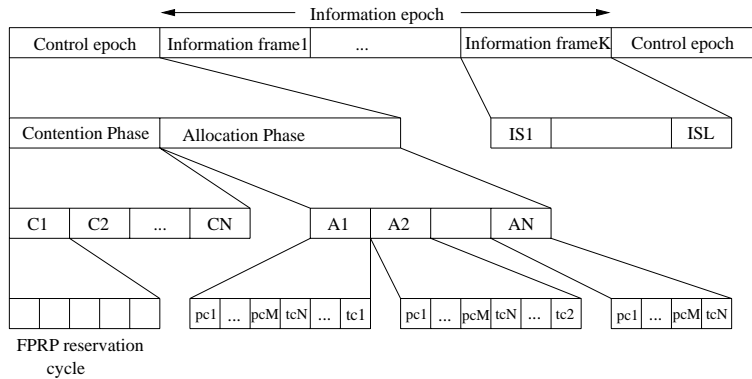 Information epoch
Control epoch Information frame1 ... Information frameK Control epoch
Contention Phase Allocation Phase IS1 ISL
C1 C2 ... CN A1 A2 AN
pc1 ... pcM tcN ... tc1 pc1 ... pcM tcN ... tc2 pc1 ... pcM tcN
FPRP reservation
cycle